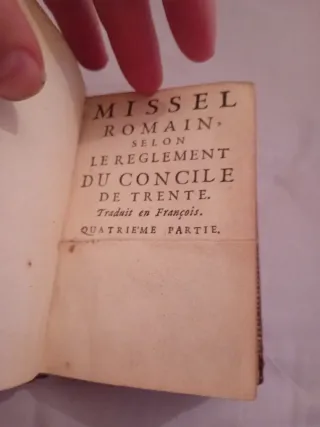 MISSEL
ROMAIN,
SELON
LE REGLEMENT
DU CONCILE
DE TRENTE.
Traduit en François.
QUATRIEME PARTIE.